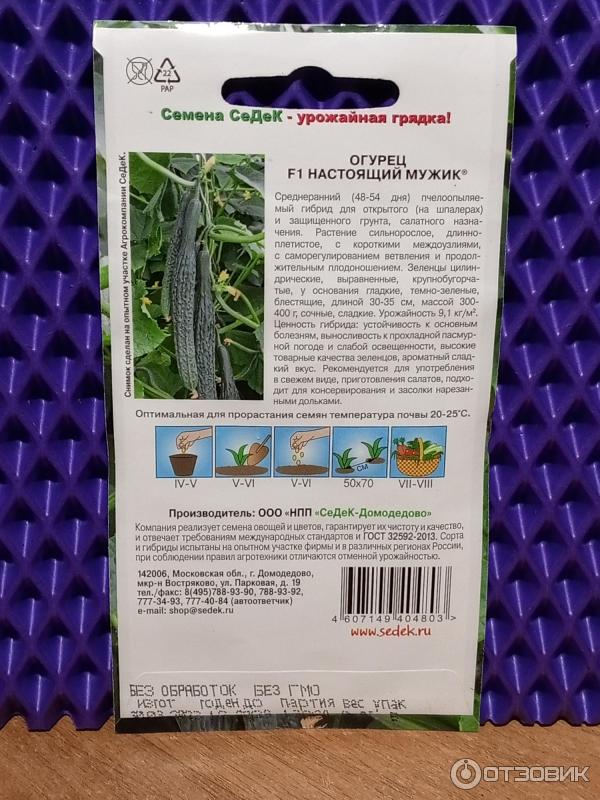 22
PAP
Семена СеДеК - урожайная грядка!
Снимок сделан на опытном участке Агрокомпании СеДеК.
ОГУРЕЦ
F1 НАСТОЯЩИЙ МУЖИК®
Среднеранний (48-54 дня) пчелоопыляе-
мый гибрид для открытого (на шпалерах)
и защищенного грунта, салатного назна-
чения. Растение сильнорослое, длинно-
плетистое, с короткими междоузлиями,
с саморегулированием ветвления и продол-
жительным плодоношением. Зеленцы цилин-
дрические, выравненные, крупнобугорча-
тые, у основания гладкие, темно-зеленые,
блестящие, длиной 30-35 см, массой 300-
400 г, сочные, сладкие. Урожайность 9,1 кг/м².
Ценность гибрида: устойчивость к основным
болезням, выносливость к прохладной пасмур-
ной погоде и слабой освещенности, высокие
товарные качества зеленцов, ароматный слад-
кий вкус. Рекомендуется для употребления
в свежем виде, приготовления салатов, подхо-
дит для консервирования и засолки нарезан-
ными дольками.
Оптимальная для прорастания семян температура почвы 20-25°С.
СМ
IV-V V-VI V-VI 50x70 VII-VIII
Производитель: ООО «НПП «СеДеК-Домодедово»
Компания реализует семена овощей и цветов, гарантирует их чистоту и качество,
и отвечает требованиям международных стандартов и ГОСТ 32592-2013. Сорта
и гибриды испытаны на опытном участке фирмы и в различных регионах России,
при соблюдении правил агротехники отличаются отменной урожайностью.
142006, Московская обл., г. Домодедово,
мкр-н Востряково, ул. Парковая, д. 19
тел./факс: 8(495)788-93-90, 788-93-92,
777-34-93, 777-40-84 (автоответчик)
e-mail: shop@sedek.ru
4 607149 404803 >
www.sedek.ru
БЕЗ ОБРАБОТОК БЕЗ ГМО
изгот годен до партия вес упак
ОТЗОВИК